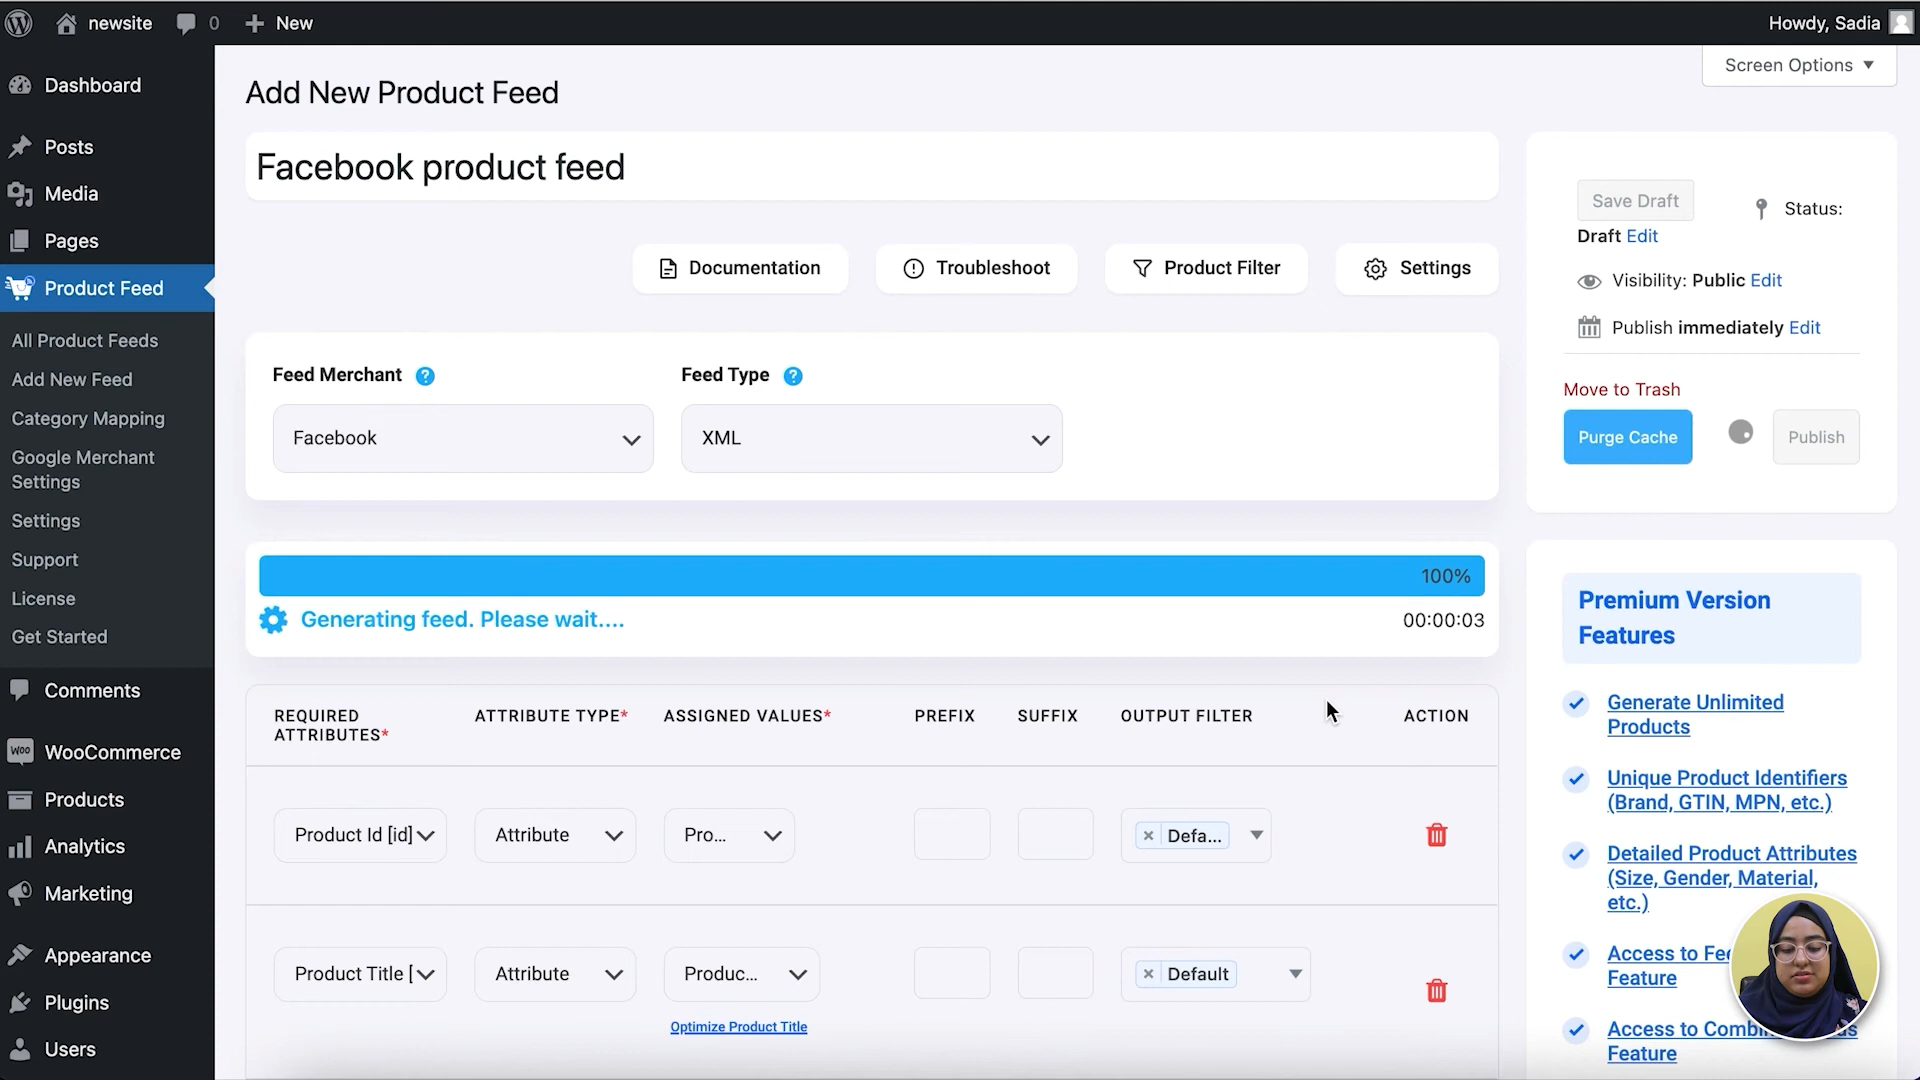 newsite
0
New
Howdy, Sadia
Screen Options
Dashboard
Posts
Media
Pages
Product Feed
All Product Feeds
Add New Feed
Category Mapping
Google Merchant
Settings
Settings
Support
License
Get Started
Comments
Woo
WooCommerce
Products
Analytics
Marketing
Appearance
Plugins
Users
Add New Product Feed
Facebook product feed
Documentation
Troubleshoot
Product Filter
Settings
Feed Merchant ?
Feed Type ?
Facebook
XML
100%
Generating feed. Please wait....
00:00:03
REQUIRED
ATTRIBUTES*
ATTRIBUTE TYPE*
ASSIGNED VALUES*
PREFIX
SUFFIX
OUTPUT FILTER
ACTION
Product Id [id]
Attribute
Pro...
× Defa...
Product Title [
Attribute
Produc...
× Default
Optimize Product Title
Save Draft
Status:
Draft Edit
Visibility: Public Edit
Publish immediately Edit
Move to Trash
Purge Cache
Publish
Premium Version
Features
Generate Unlimited
Products
Unique Product Identifiers
(Brand, GTIN, MPN, etc.)
Detailed Product Attributes
(Size, Gender, Material,
etc.)
Access to
Feature
Access to
Feature